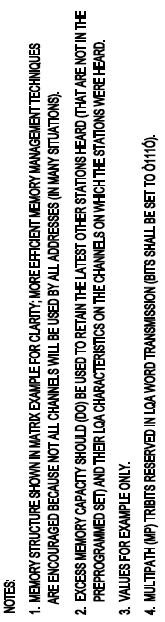 NOTES:
1. MEMORY STRUCTURE SHOWN IN MATRIX EXAMPLE FOR CLARITY; MORE EFFICIENT MEMORY MANAGEMENT TECHNIQUES
ARE ENCOURAGED BECAUSE NOT ALL CHANNELS WILL BE USED BY ALL ADDRESSES (IN MANY SITUATIONS).
2. EXCESS MEMORY CAPACITY SHOULD (DO) BE USED TO RETAIN THE LATEST OTHER STATIONS HEARD (THAT ARE NOT IN THE
PREPROGRAMMED SET) AND THEIR LQA CHARACTERISTICS ON THE CHANNELS ON WHICH THE STATIONS WERE HEARD.
3. VALUES FOR EXAMPLE ONLY.
4. MULTIPATH (MP) TRIBITS RESERVED IN LQA WORD TRANSMISSION (BITS SHALL BE SET TO Ò111Ó).